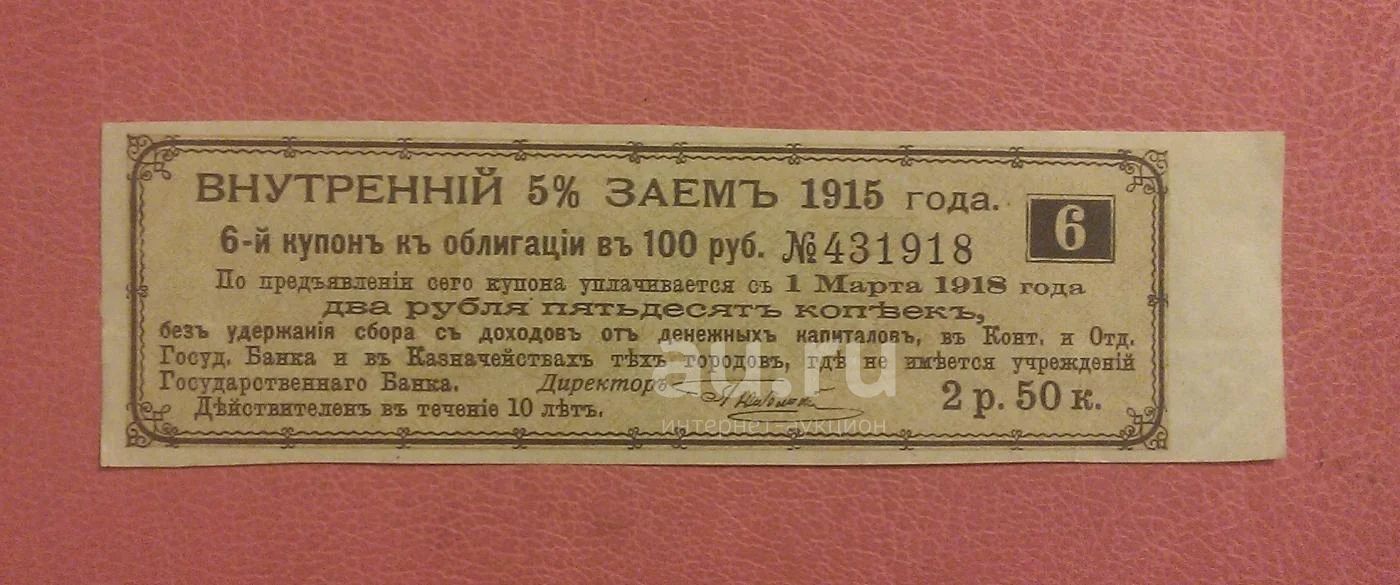 ВНУТРЕННІЙ 5% ЗАЕМЪ 1915 года.
6
6-й купонъ къ облигаціи въ 100 руб. №431918
По предъявленіи сего купона уплачивается съ 1 Марта 1918 года
два рубля пятьдесятъ копѣекъ,
безъ удержанія сбора съ доходовъ отъ денежныхъ капиталовъ, въ Конт. и Отд.
Госуд. Банка и въ Казначействахъ тѣхъ городовъ, гдѣ не имѣется учрежденій
Государственнаго Банка. Директоръ
2 р. 50 к.
Дѣйствителенъ въ теченіе 10 лѣтъ.
au.ru
интернет-аукцион